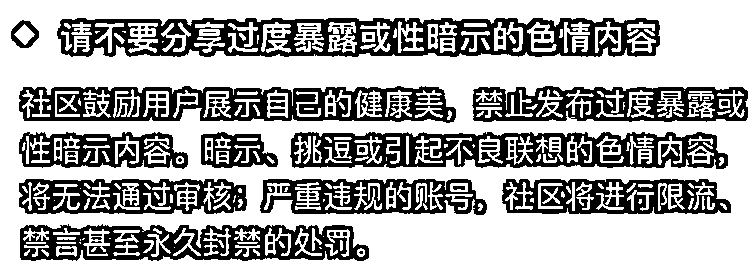 ◇ 请不要分享过度暴露或性暗示的色情内容
社区鼓励用户展示自己的健康美，禁止发布过度暴露或
性暗示内容。暗示、挑逗或引起不良联想的色情内容，
将无法通过审核；严重违规的账号，社区将进行限流、
禁言甚至永久封禁的处罚。